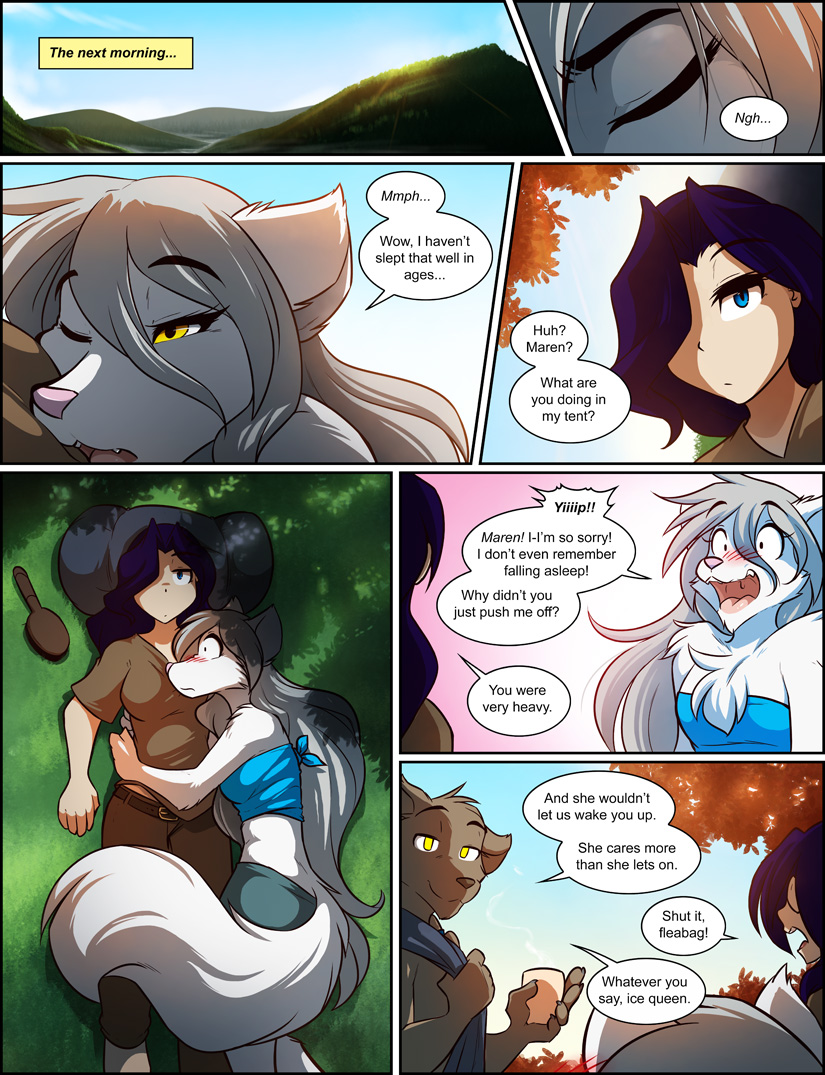 The next morning...
Ngh...
Mmph...
Wow, I haven't
slept that well in
ages...
Huh?
Maren?
What are
you doing in
my tent?
Yiiiip!!
Maren! I-I'm so sorry!
I don't even remember
falling asleep!
Why didn't you
just push me off?
You were
very heavy.
And she wouldn't
let us wake you up.
She cares more
than she lets on.
Shut it,
fleabag!
Whatever you
say, ice queen.